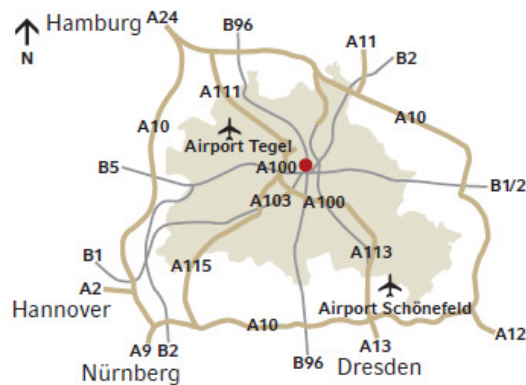 A24
Hamburg
B96
A11
B2
N
A111
A10
A10
Airport Tegel
B5
A100
B1/2
A103
A100
B1
A113
A115
A2
Hannover
Airport Schönefeld
A10
A12
A9
B2
B96
A13
Nürnberg
Dresden